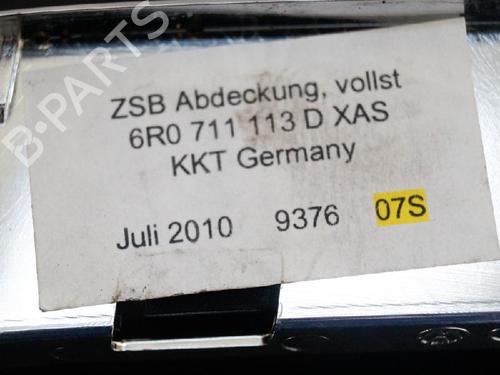 ZSB Abdeckung, vollst
6R0 711 113 D XAS
KKT Germany
Juli 2010 9376 07S
B-PARTS